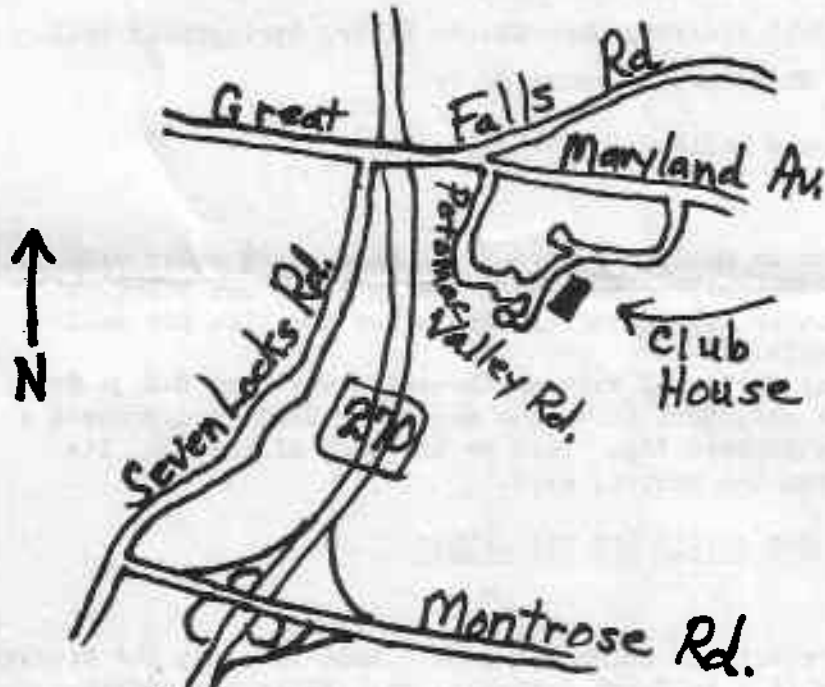 Great Falls Rd
Maryland Av.
Potomac Valley Rd.
N
Seven Locks Rd.
270
Club
House
Montrose Rd.